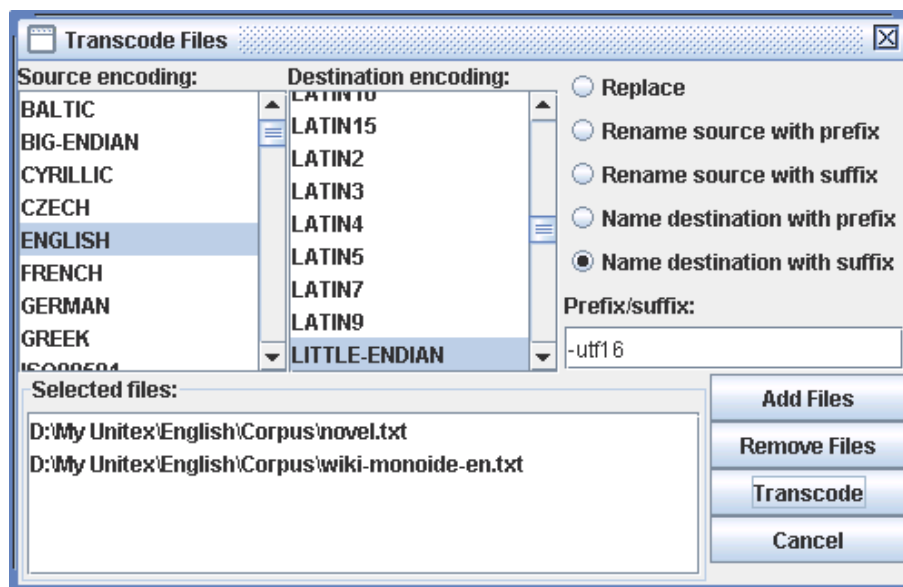 Transcode Files
Source encoding:
BALTIC
BIG-ENDIAN
CYRILLIC
CZECH
ENGLISH
FRENCH
GERMAN
GREEK
Destination encoding:
LATIN10
LATIN15
LATIN2
LATIN3
LATIN4
LATIN5
LATIN7
LATIN9
LITTLE-ENDIAN
Replace
Rename source with prefix
Rename source with suffix
Name destination with prefix
Name destination with suffix
Prefix/suffix:
-utf16
Selected files:
D:\My Unitex\English\Corpus\novel.txt
D:\My Unitex\English\Corpus\wiki-monoide-en.txt
Add Files
Remove Files
Transcode
Cancel